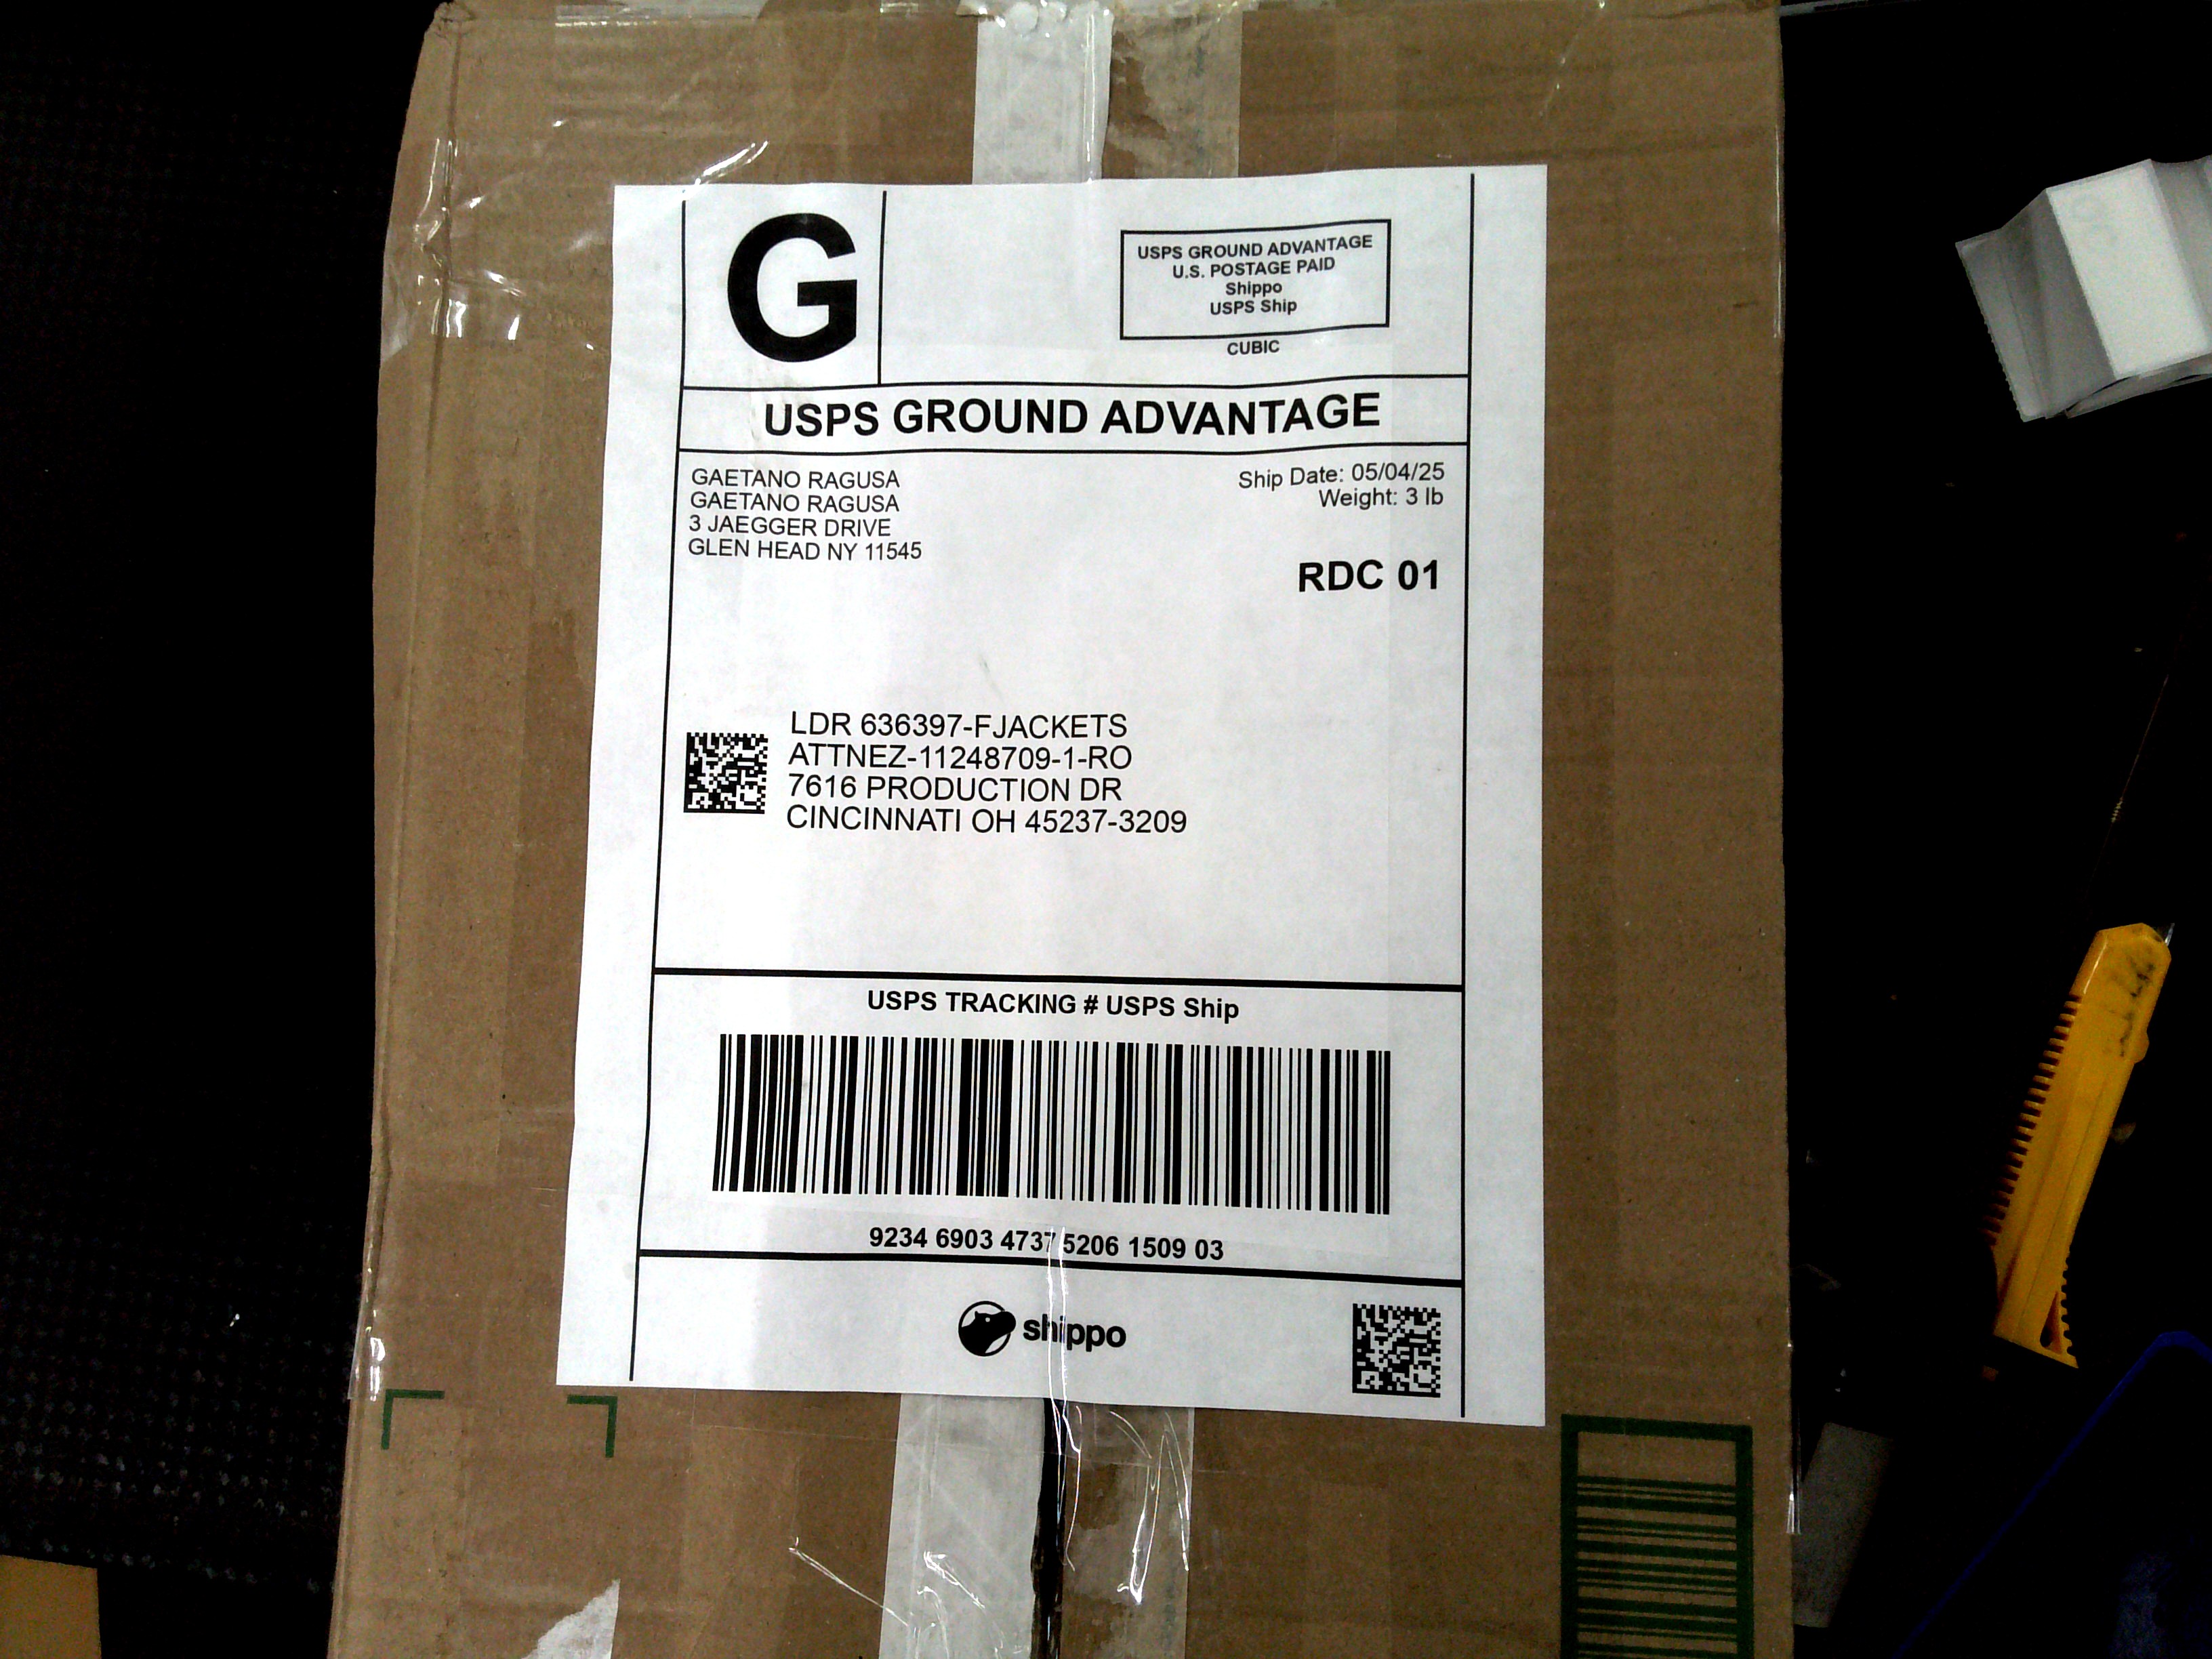 G
USPS GROUND ADVANTAGE
U.S. POSTAGE PAID
Shippo
USPS Ship
CUBIC
USPS GROUND ADVANTAGE
GAETANO RAGUSA
GAETANO RAGUSA
3 JAEGGER DRIVE
GLEN HEAD NY 11545
Ship Date: 05/04/25
Weight: 3 lb
RDC 01
LDR 636397-FJACKETS
ATTNEZ-11248709-1-RO
7616 PRODUCTION DR
CINCINNATI OH 45237-3209
USPS TRACKING # USPS Ship
9234 6903 4737 5206 1509 03
shippo